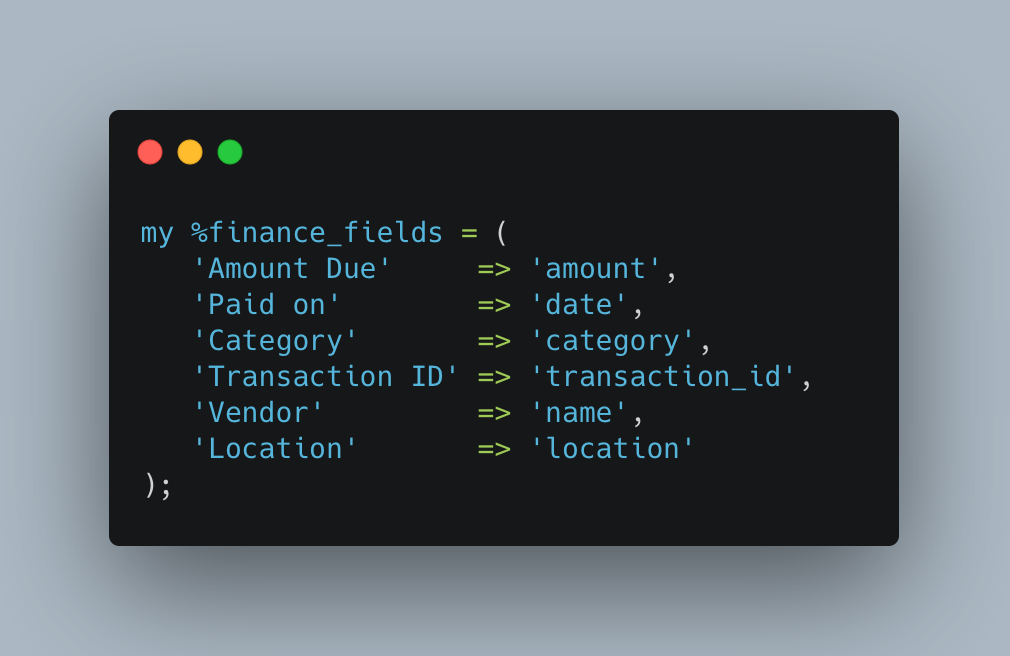 my %finance_fields = (
   'Amount Due'     => 'amount',
   'Paid on'        => 'date',
   'Category'       => 'category',
   'Transaction ID' => 'transaction_id',
   'Vendor'         => 'name',
   'Location'       => 'location'
);